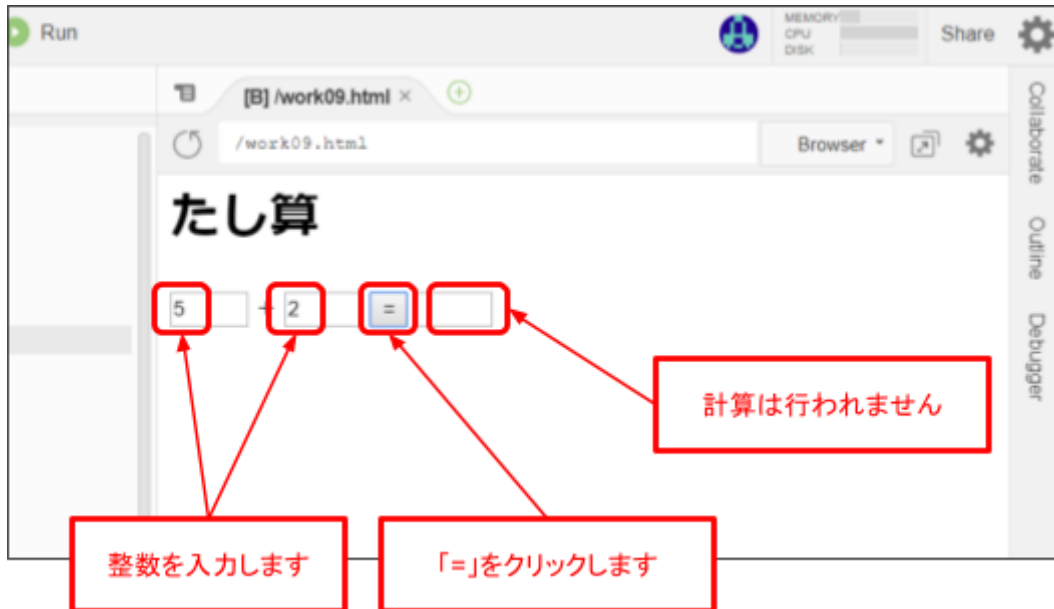 Run
MEMORY
CPU
DISK
Share
[B] /work09.html ×
/work09.html
Browser
Collaborate
Outline
Debugger
たし算
5 + 2 =
計算は行われません
整数を入力します
「=」をクリックします